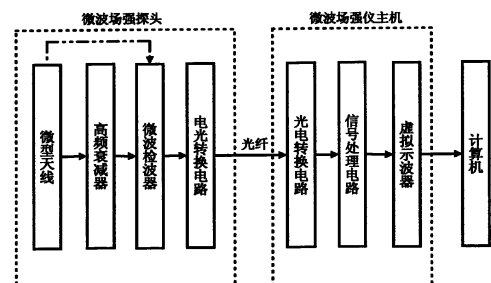 微波场强探头
微波场强仪主机
微型天线
高频衰减器
微波检波器
电光转换电路
光纤
光电转换电路
信号处理电路
虚拟示波器
计算机